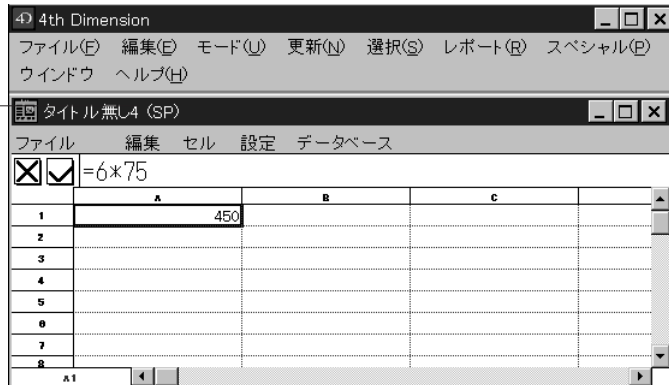 4D 4th Dimension
ファイル(F) 編集(E) モード(U) 更新(N) 選択(S) レポート(R) スペシャル(P)
ウインドウ ヘルプ(H)
タイトル無し4 (SP)
ファイル 編集 セル 設定 データベース
=6*75
A B C
1 450
2
3
4
5
6
7
8
A1